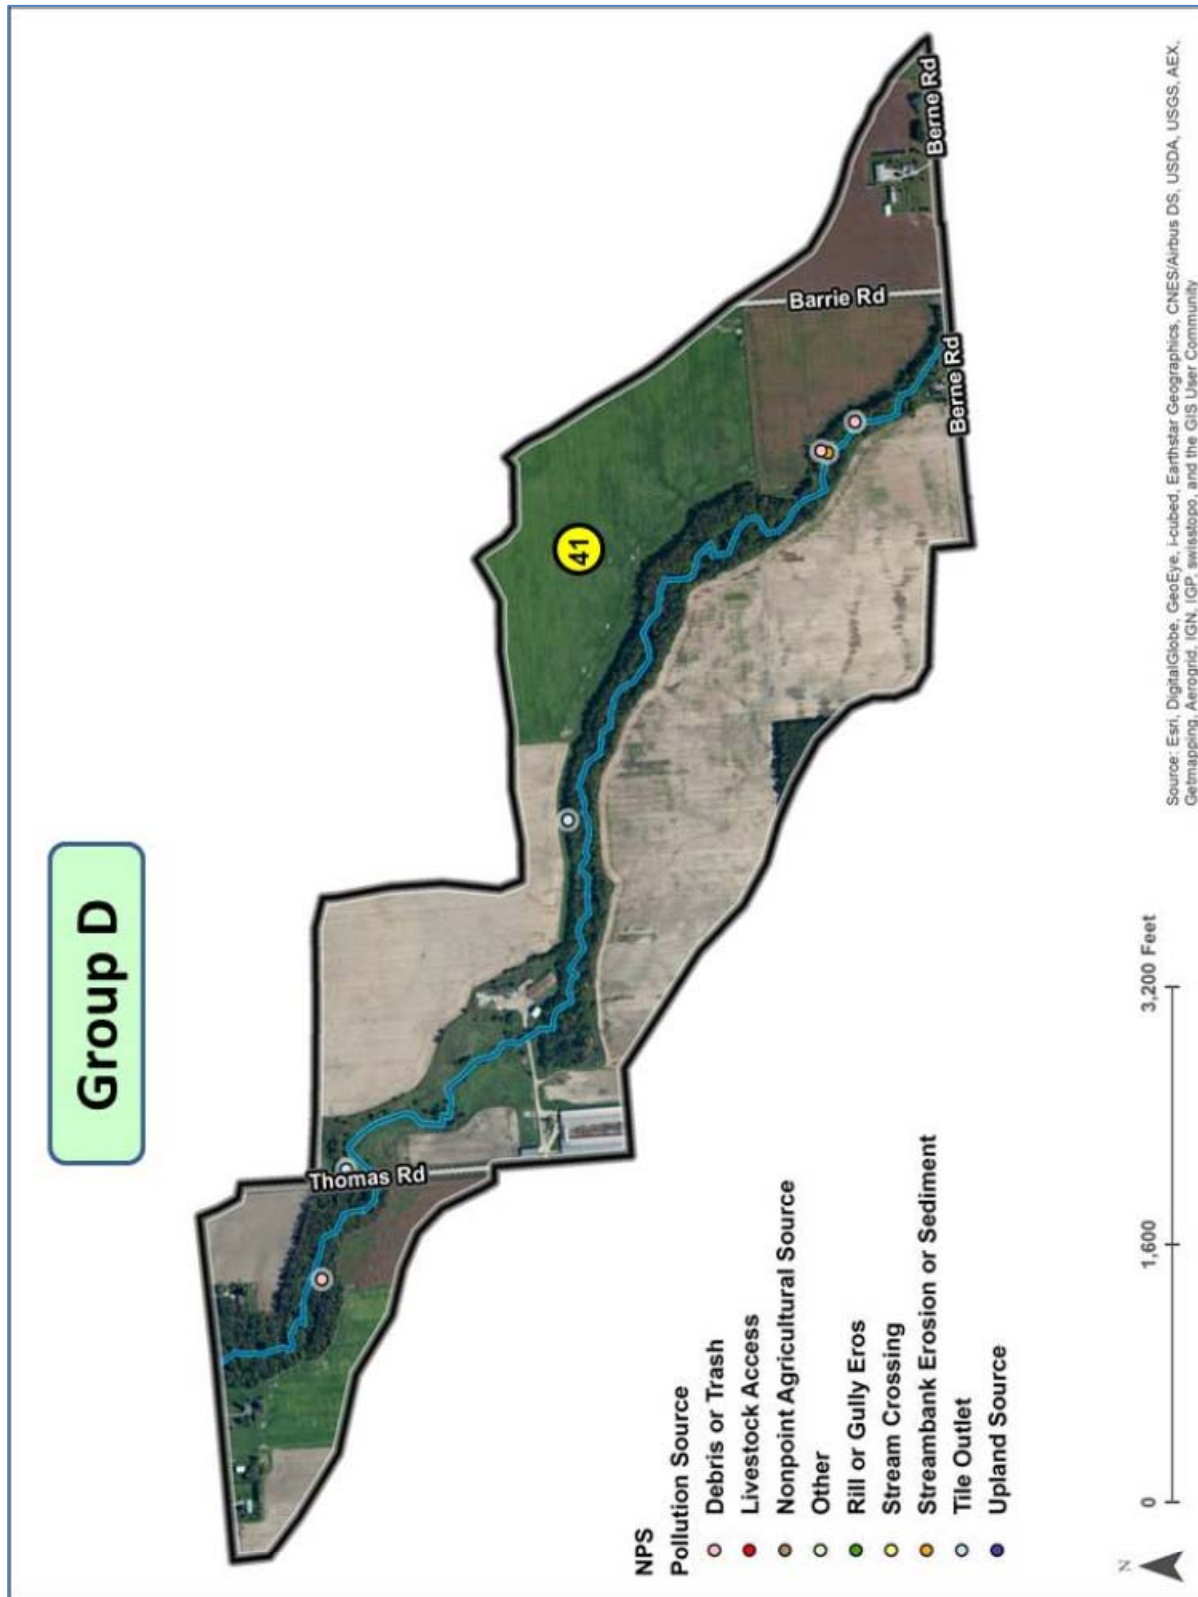 Group D
Thomas Rd
Barrie Rd
Berne Rd
Berne Rd
41
NPS
Pollution Source
Debris or Trash
Livestock Access
Nonpoint Agricultural Source
Other
Rill or Gully Eros
Stream Crossing
Streambank Erosion or Sediment
Tile Outlet
Upland Source
N
0 1,600 3,200 Feet
Source: Esri, DigitalGlobe, GeoEye, i-cubed, Earthstar Geographics, CNES/Airbus DS, USDA, USGS, AEX,
Getmapping, Aerogrid, IGN, IGP, swisstopo, and the GIS User Community